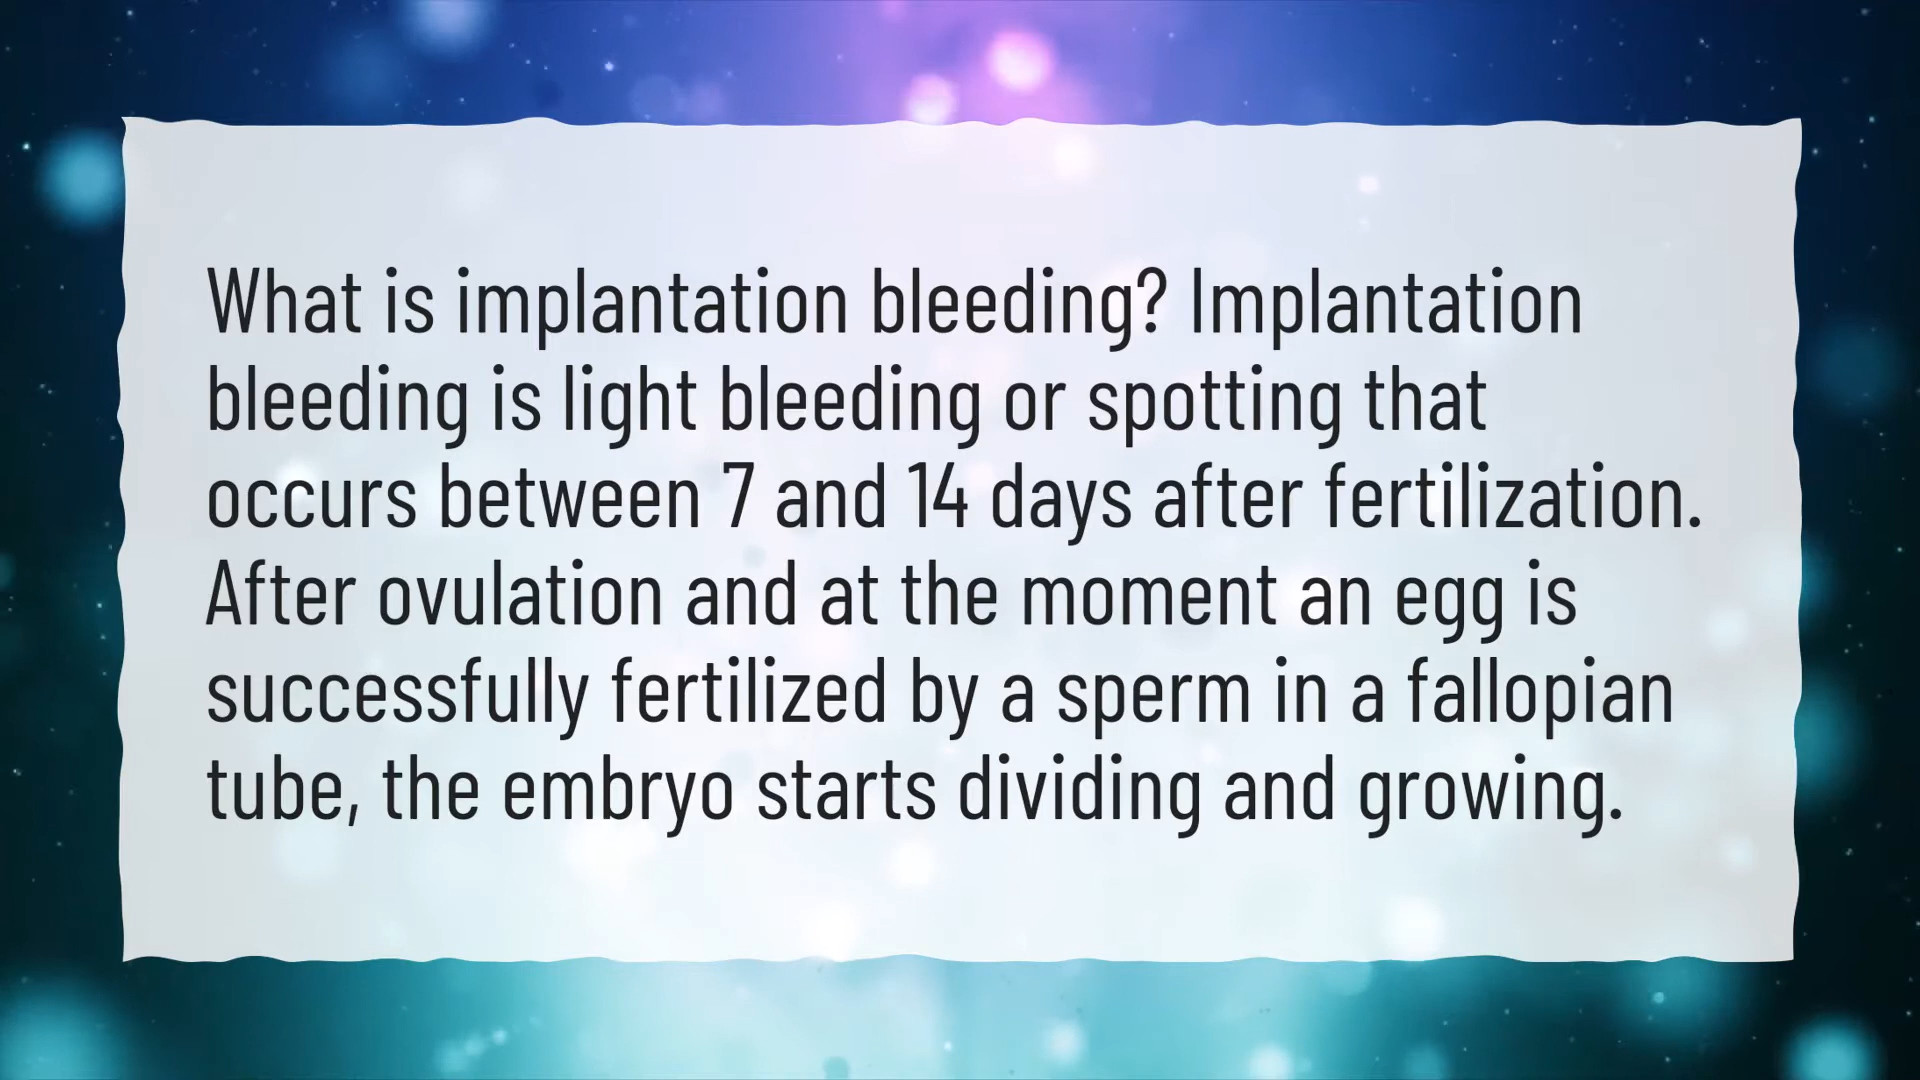 What is implantation bleeding? Implantation
bleeding is light bleeding or spotting that
occurs between 7 and 14 days after fertilization.
After ovulation and at the moment an egg is
successfully fertilized by a sperm in a fallopian
tube, the embryo starts dividing and growing.